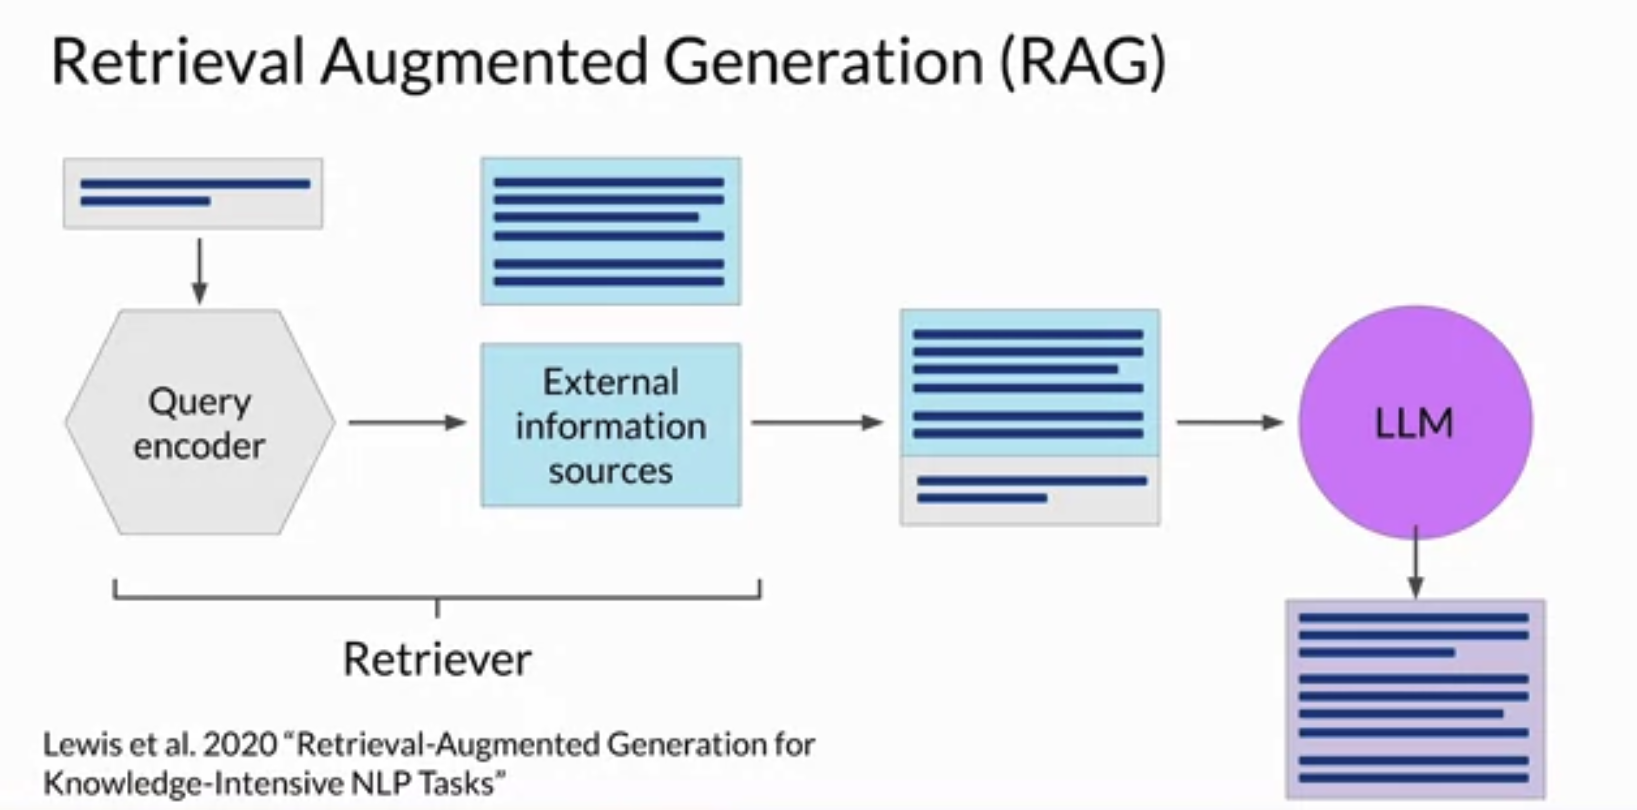 Retrieval Augmented Generation (RAG)
Query
encoder
External
information
sources
LLM
Retriever
Lewis et al. 2020 “Retrieval-Augmented Generation for
Knowledge-Intensive NLP Tasks”